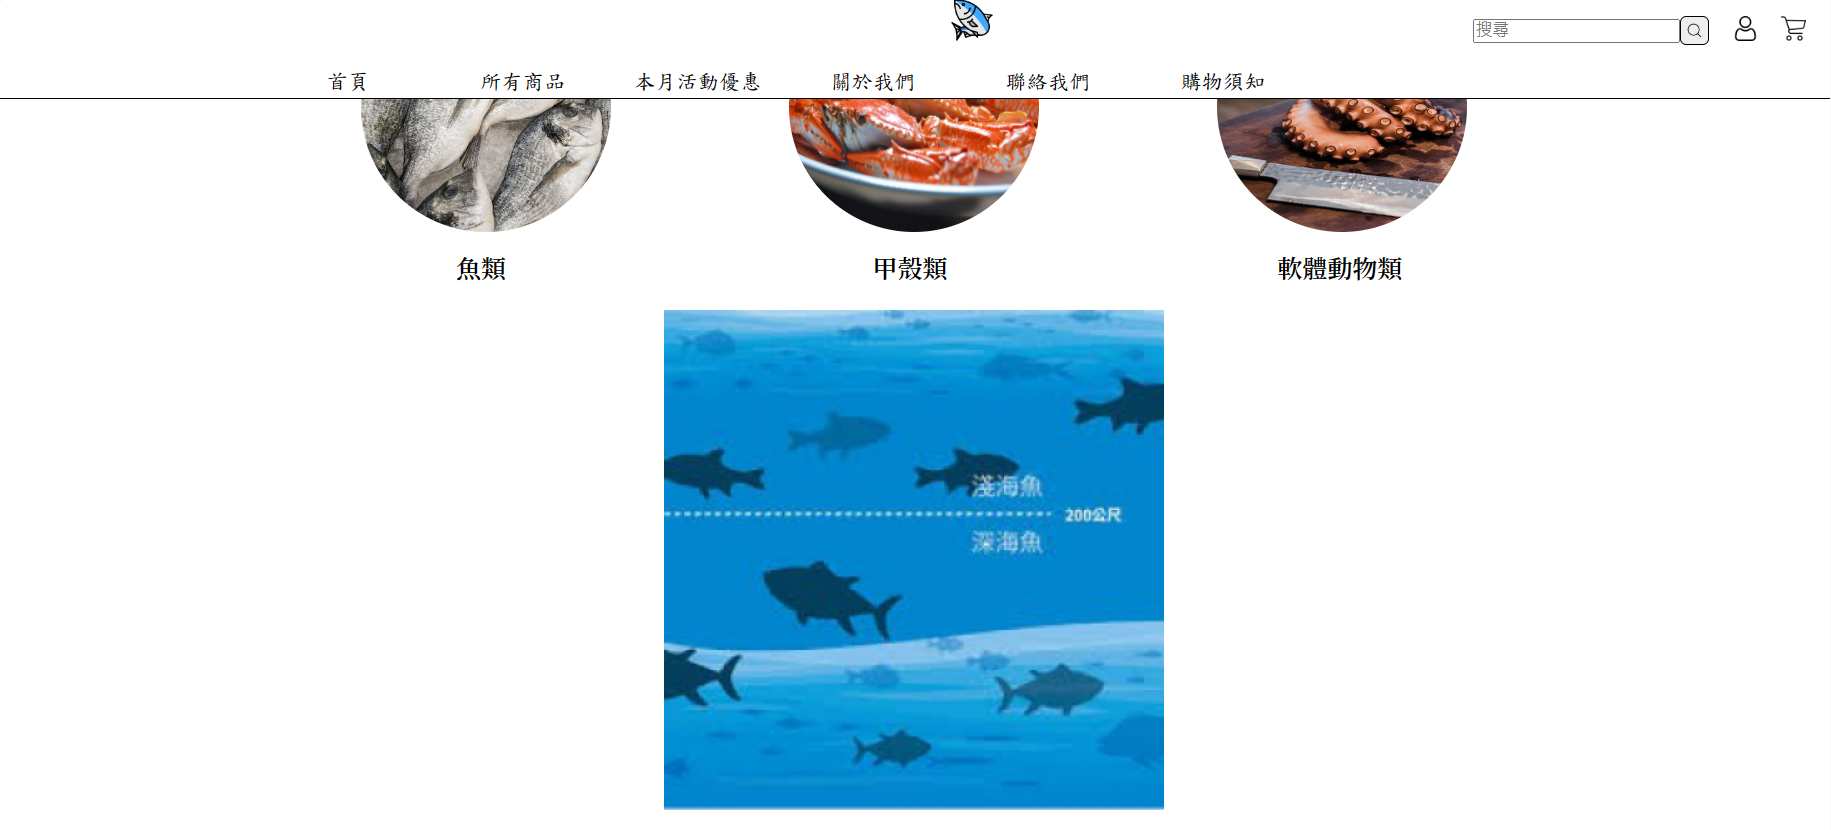 搜尋
首頁 所有商品 本月活動優惠 關於我們 聯絡我們 購物須知
魚類 甲殼類 軟體動物類
淺海魚
200公尺
深海魚